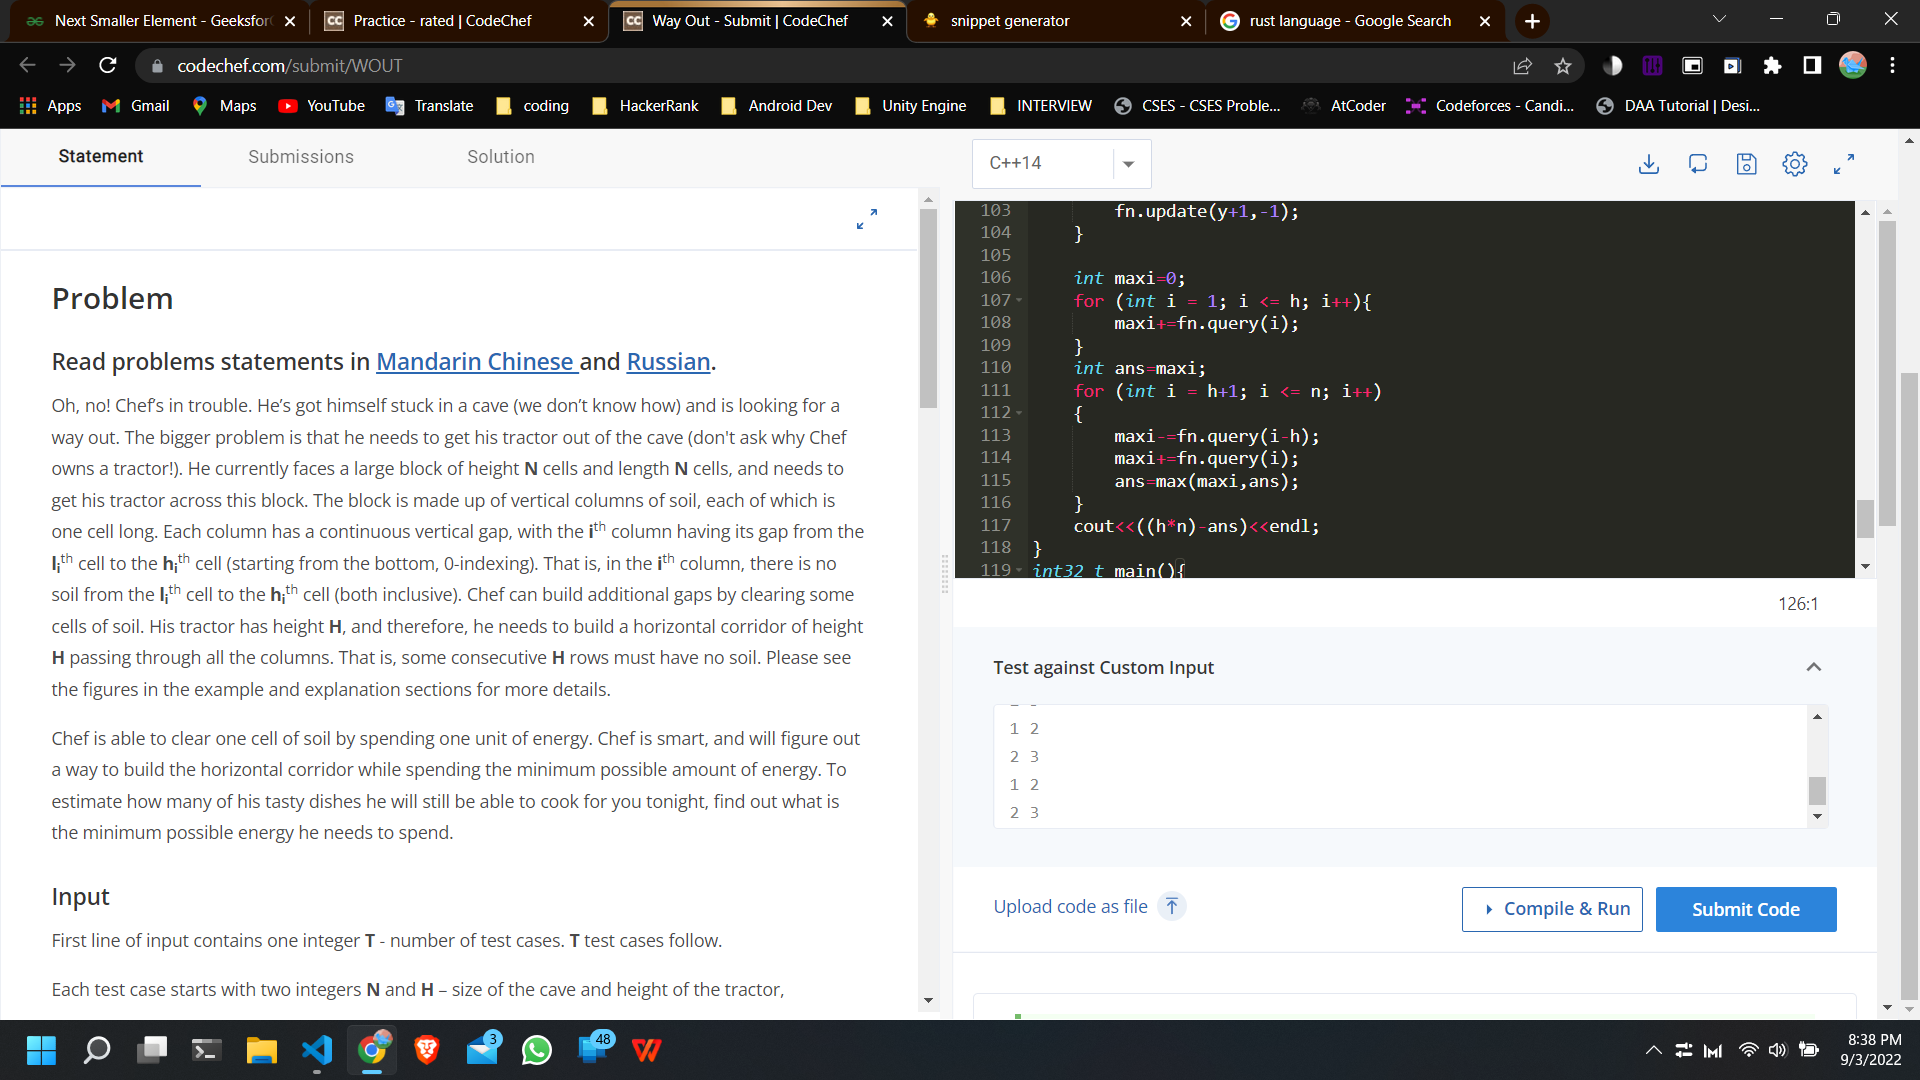 Next Smaller Element - Geeksfor
Practice - rated | CodeChef
Way Out - Submit | CodeChef
snippet generator
rust language - Google Search
codechef.com/submit/WOUT
Apps
Gmail
Maps
YouTube
Translate
coding
HackerRank
Android Dev
Unity Engine
INTERVIEW
CSES - CSES Proble...
AtCoder
Codeforces - Candi...
DAA Tutorial | Desi...
Statement
Submissions
Solution
Problem
Read problems statements in Mandarin Chinese and Russian.
Oh, no! Chef's in trouble. He's got himself stuck in a cave (we don't know how) and is looking for a
way out. The bigger problem is that he needs to get his tractor out of the cave (don't ask why Chef
owns a tractor!). He currently faces a large block of height N cells and length N cells, and needs to
get his tractor across this block. The block is made up of vertical columns of soil, each of which is
one cell long. Each column has a continuous vertical gap, with the ith column having its gap from the
lith cell to the hith cell (starting from the bottom, 0-indexing). That is, in the ith column, there is no
soil from the lith cell to the hith cell (both inclusive). Chef can build additional gaps by clearing some
cells of soil. His tractor has height H, and therefore, he needs to build a horizontal corridor of height
H passing through all the columns. That is, some consecutive H rows must have no soil. Please see
the figures in the example and explanation sections for more details.
Chef is able to clear one cell of soil by spending one unit of energy. Chef is smart, and will figure out
a way to build the horizontal corridor while spending the minimum possible amount of energy. To
estimate how many of his tasty dishes he will still be able to cook for you tonight, find out what is
the minimum possible energy he needs to spend.
Input
First line of input contains one integer T - number of test cases. T test cases follow.
Each test case starts with two integers N and H – size of the cave and height of the tractor,
C++14
103 fn.update(y+1,-1);
104 }
105
106 int maxi=0;
107 for (int i = 1; i <= h; i++){
108 maxi+=fn.query(i);
109 }
110 int ans=maxi;
111 for (int i = h+1; i <= n; i++)
112 {
113 maxi-=fn.query(i-h);
114 maxi+=fn.query(i);
115 ans=max(maxi,ans);
116 }
117 cout<<((h*n)-ans)<<endl;
118 }
119 int32_t main(){
126:1
Test against Custom Input
1 2
2 3
1 2
2 3
Upload code as file
Compile & Run
Submit Code
3
48
8:38 PM
9/3/2022